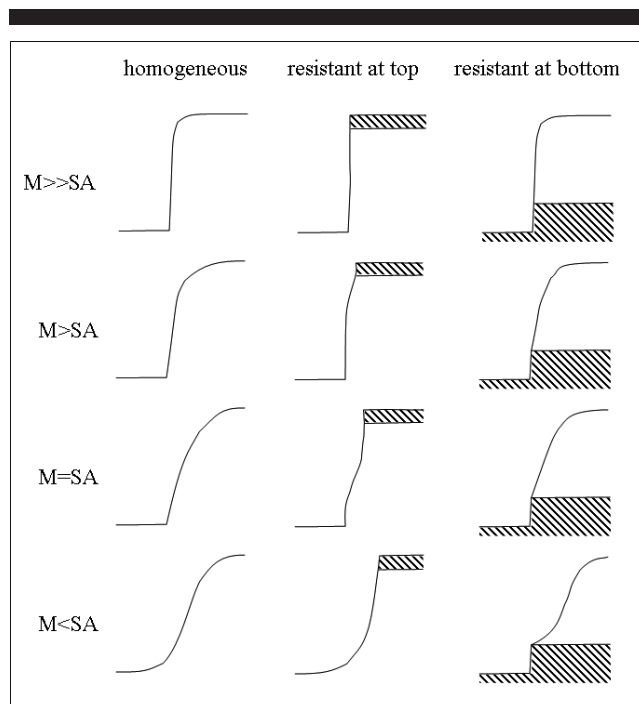 homogeneous resistant at top resistant at bottom
M>>SA
M>SA
M=SA
M<SA